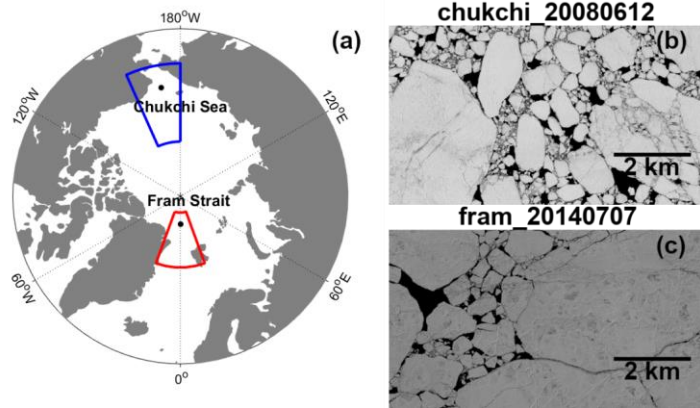 180°W
(a)
120°W
Chukchi Sea
120°E
Fram Strait
60°W
60°E
0°
chukchi_20080612
(b)
2 km
fram_20140707
(c)
2 km